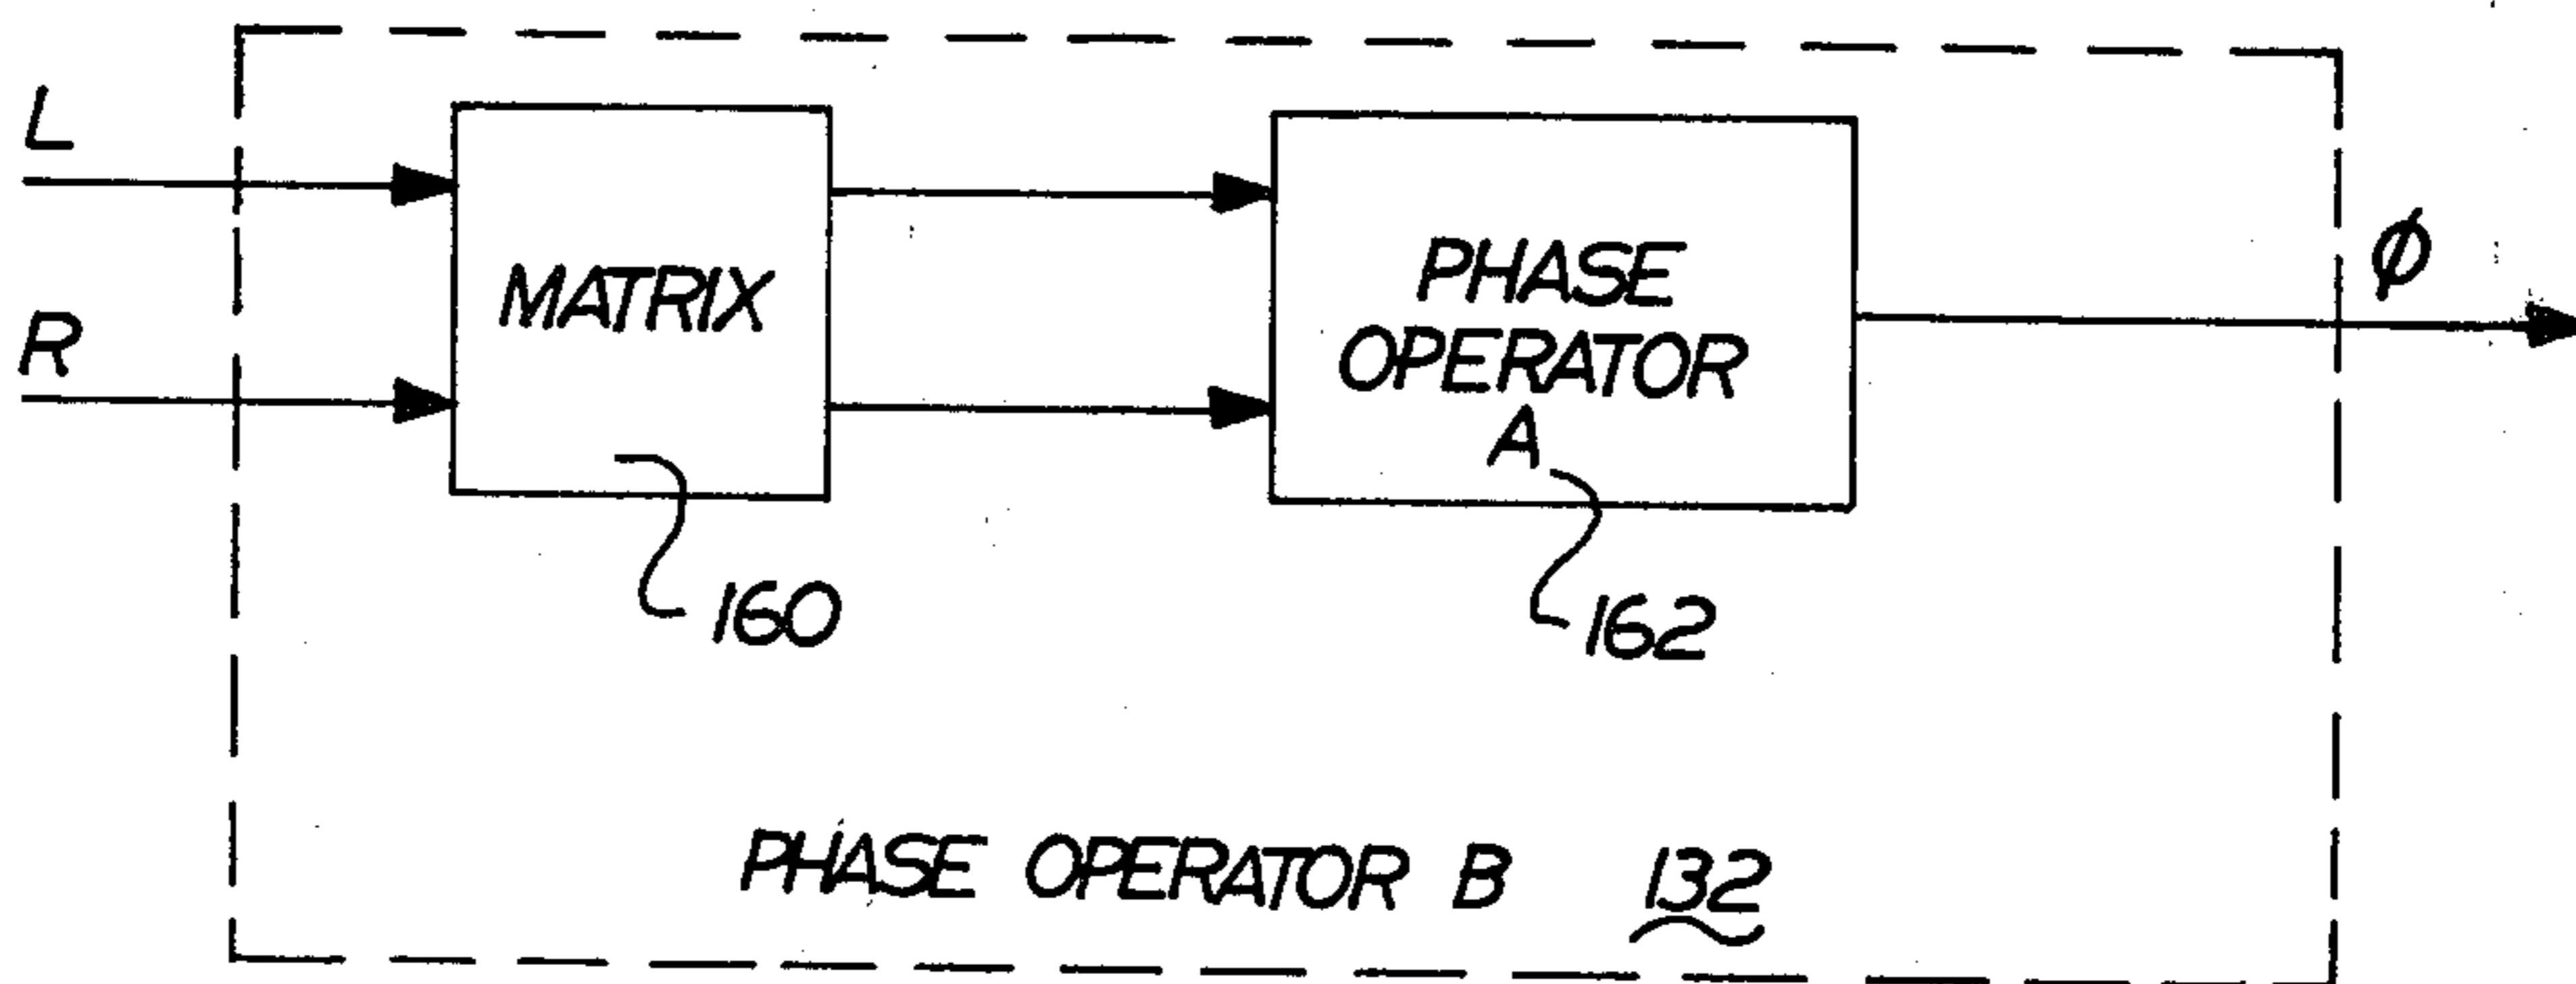 L
R
MATRIX
160
PHASE
OPERATOR
A
162
ϕ
PHASE OPERATOR B 132